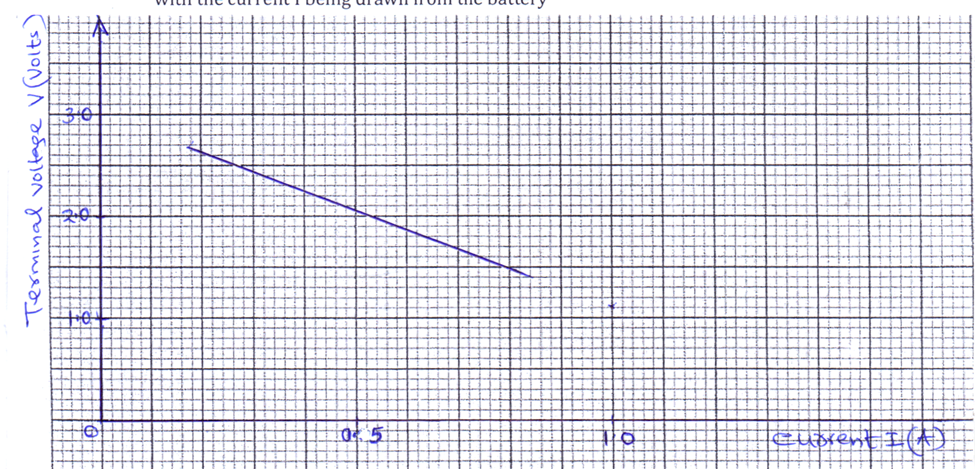 with the current I being drawn from the battery
Terminal voltage V (Volts)
3.0
2.0
1.0
0
0.5
1.0
Current I (A)